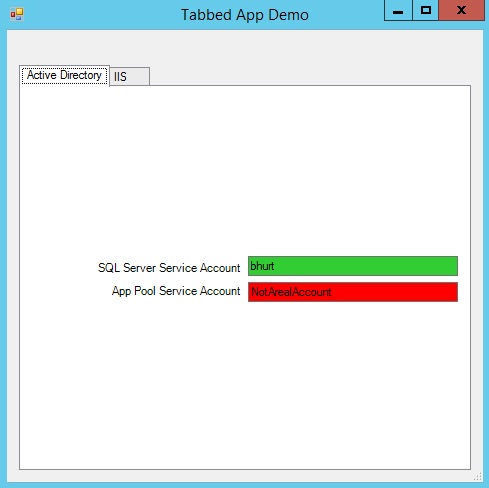 Tabbed App Demo
Active Directory IIS
SQL Server Service Account bhurt
App Pool Service Account NotArealAccount